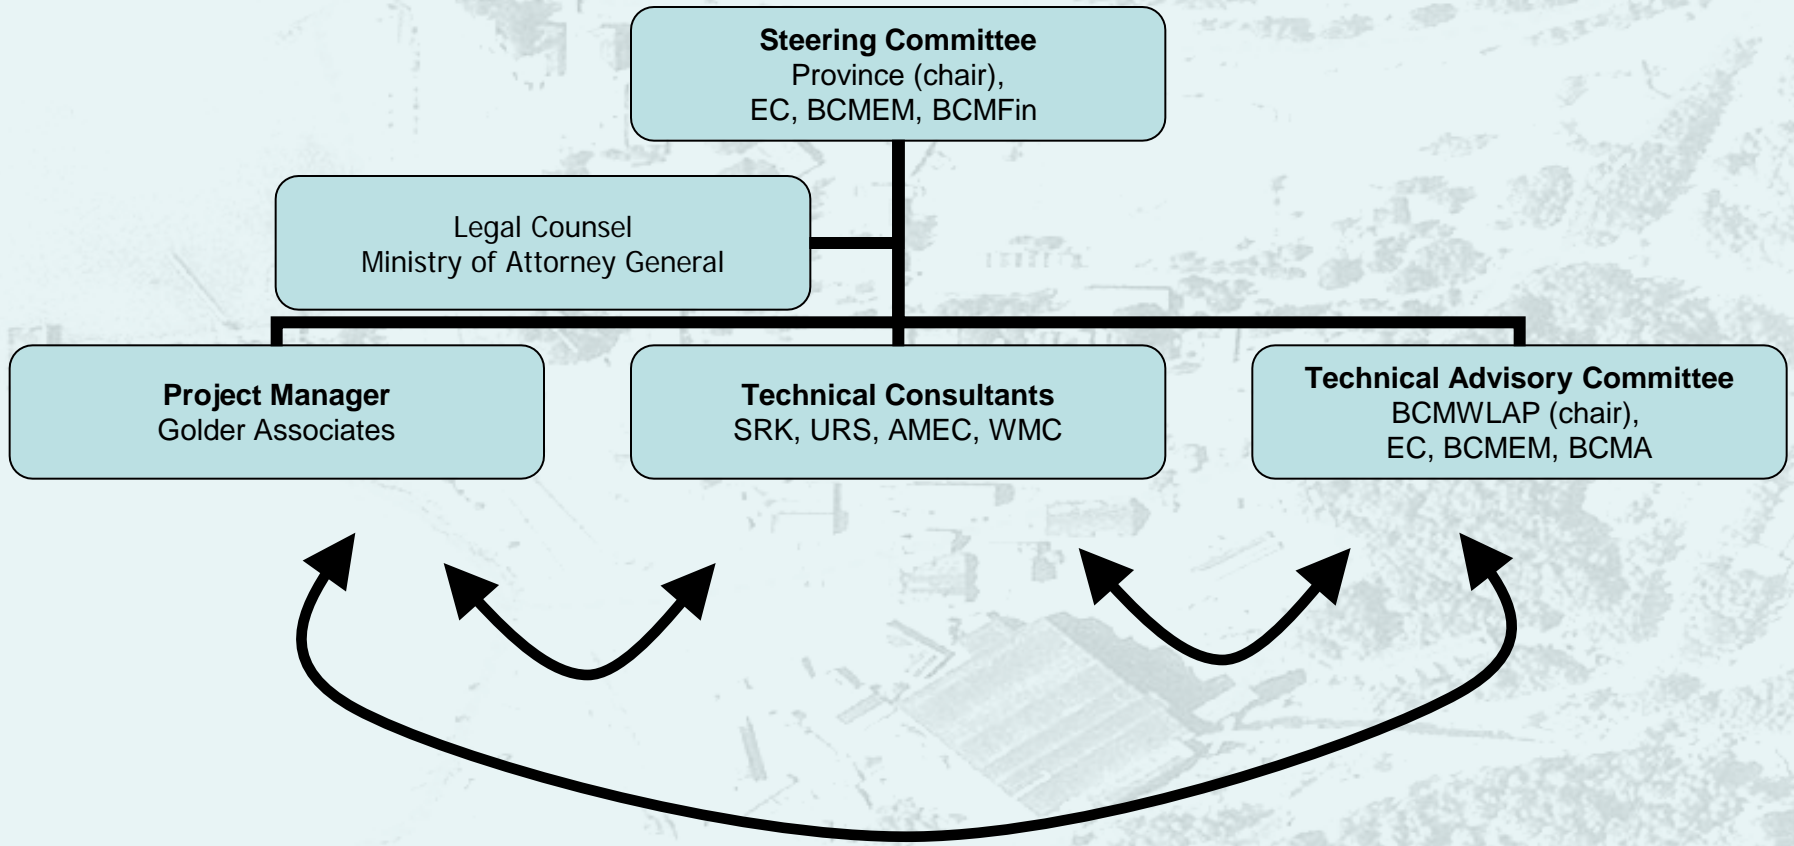 Steering Committee
Province (chair),
EC, BCMEM, BCMFin
Legal Counsel
Ministry of Attorney General
Project Manager
Golder Associates
Technical Consultants
SRK, URS, AMEC, WMC
Technical Advisory Committee
BCMWLAP (chair),
EC, BCMEM, BCMA